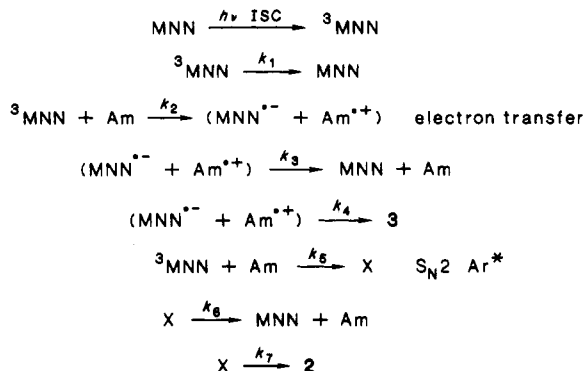 MNN —hν ISC→ ³MNN
³MNN —k₁→ MNN
³MNN + Am —k₂→ (MNN•⁻ + Am•⁺) electron transfer
(MNN•⁻ + Am•⁺) —k₃→ MNN + Am
(MNN•⁻ + Am•⁺) —k₄→ 3
³MNN + Am —k₅→ X S_N2 Ar*
X —k₆→ MNN + Am
X —k₇→ 2